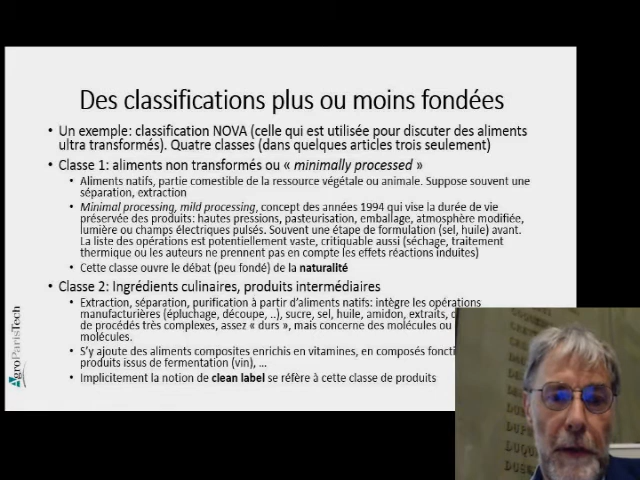 Des classifications plus ou moins fondées
• Un exemple: classification NOVA (celle qui est utilisée pour discuter des aliments
ultra transformés). Quatre classes (dans quelques articles trois seulement)
• Classe 1: aliments non transformés ou « minimally processed »
• Aliments natifs, partie comestible de la ressource végétale ou animale. Suppose souvent une
séparation, extraction
• Minimal processing, mild processing, concept des années 1994 qui vise la durée de vie
préservée des produits: hautes pressions, pasteurisation, emballage, atmosphère modifiée,
lumière ou champs électriques pulsés. Souvent une étape de formulation (sel, huile) avant.
La liste des opérations est potentiellement vaste, critiquable aussi (séchage, traitement
thermique ou les auteurs ne prennent pas en compte les effets réactions induites)
• Cette classe ouvre le débat (peu fondé) de la naturalité
• Classe 2: Ingrédients culinaires, produits intermédiaires
• Extraction, séparation, purification à partir d'aliments natifs: intègre les opérations
manufacturières (épluchage, découpe, ..), sucre, sel, huile, amidon, extraits,
de procédés très complexes, assez « durs », mais concerne des molécules ou
molécules.
• S'y ajoute des aliments composites enrichis en vitamines, en composés
produits issus de fermentation (vin), ...
• Implicitement la notion de clean label se réfère à cette classe de produits
AgroParisTech